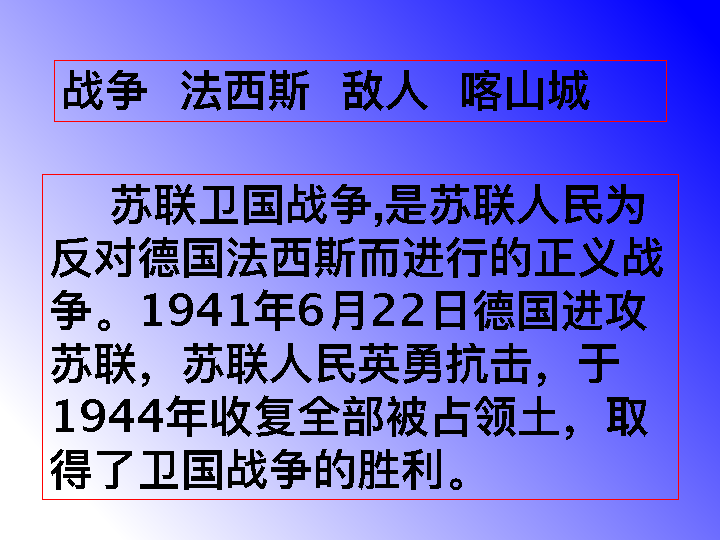 战争 法西斯 敌人 喀山城
苏联卫国战争,是苏联人民为
反对德国法西斯而进行的正义战
争。1941年6月22日德国进攻
苏联，苏联人民英勇抗击，于
1944年收复全部被占领土，取
得了卫国战争的胜利。